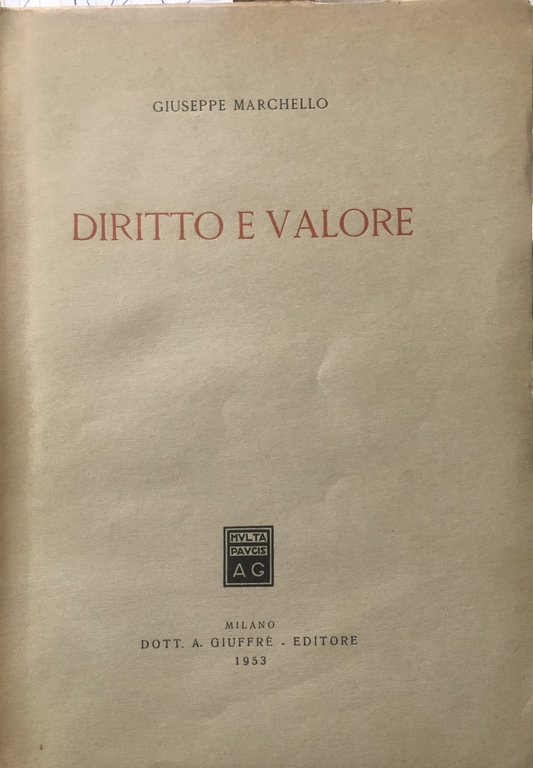 GIUSEPPE MARCHELLO
DIRITTO E VALORE
MVLTA
PAVCIS
AG
MILANO
DOTT. A. GIUFFRÈ - EDITORE
1953